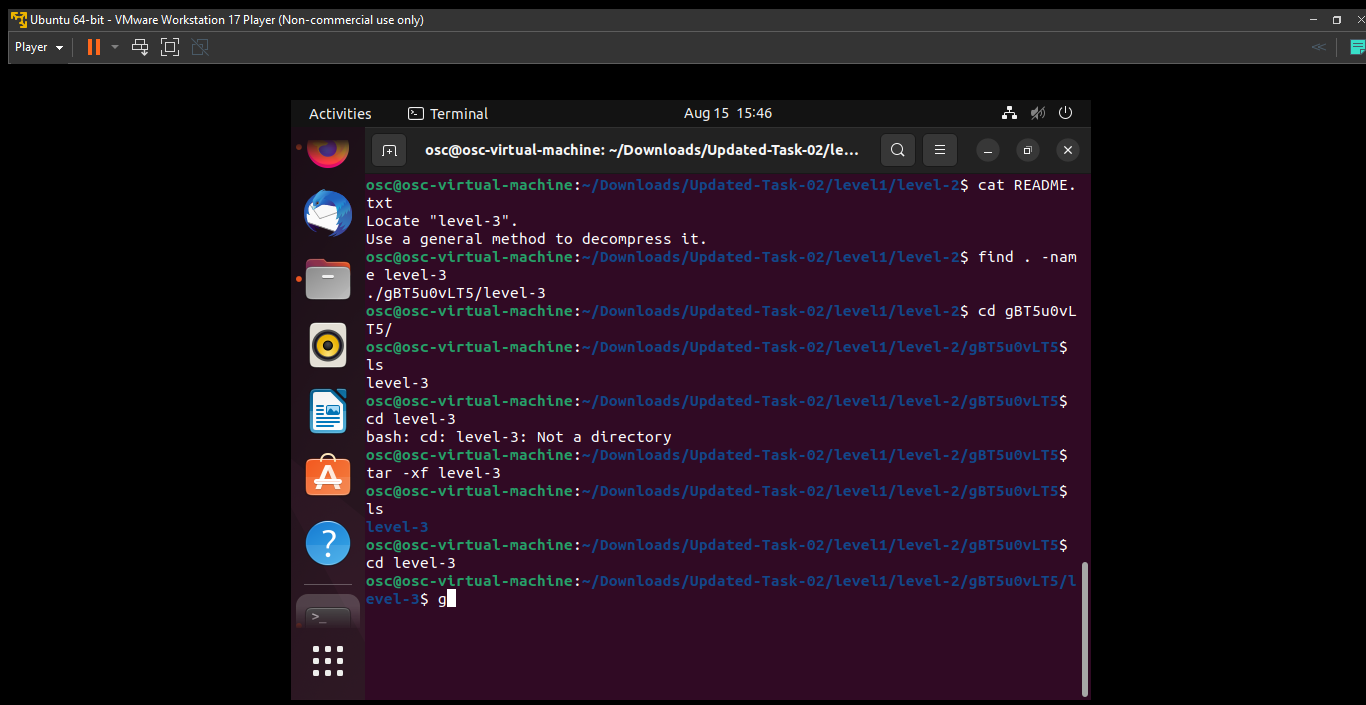 Ubuntu 64-bit - VMware Workstation 17 Player (Non-commercial use only)
Player
Activities
Terminal
Aug 15 15:46
osc@osc-virtual-machine: ~/Downloads/Updated-Task-02/le...
osc@osc-virtual-machine:~/Downloads/Updated-Task-02/level1/level-2$ cat README.
txt
Locate "level-3".
Use a general method to decompress it.
osc@osc-virtual-machine:~/Downloads/Updated-Task-02/level1/level-2$ find . -nam
e level-3
./gBT5u0vLT5/level-3
osc@osc-virtual-machine:~/Downloads/Updated-Task-02/level1/level-2$ cd gBT5u0vL
T5/
osc@osc-virtual-machine:~/Downloads/Updated-Task-02/level1/level-2/gBT5u0vLT5$
ls
level-3
osc@osc-virtual-machine:~/Downloads/Updated-Task-02/level1/level-2/gBT5u0vLT5$
cd level-3
bash: cd: level-3: Not a directory
osc@osc-virtual-machine:~/Downloads/Updated-Task-02/level1/level-2/gBT5u0vLT5$
tar -xf level-3
osc@osc-virtual-machine:~/Downloads/Updated-Task-02/level1/level-2/gBT5u0vLT5$
ls
level-3
osc@osc-virtual-machine:~/Downloads/Updated-Task-02/level1/level-2/gBT5u0vLT5$
cd level-3
osc@osc-virtual-machine:~/Downloads/Updated-Task-02/level1/level-2/gBT5u0vLT5/l
evel-3$ g